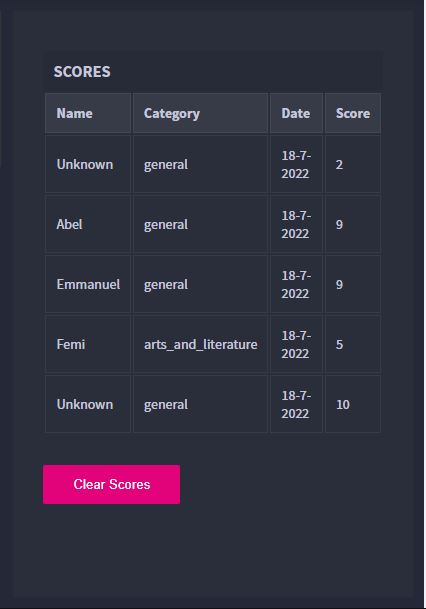 SCORES
Name Category Date Score
Unknown general 18-7-2022 2
Abel general 18-7-2022 9
Emmanuel general 18-7-2022 9
Femi arts_and_literature 18-7-2022 5
Unknown general 18-7-2022 10
Clear Scores